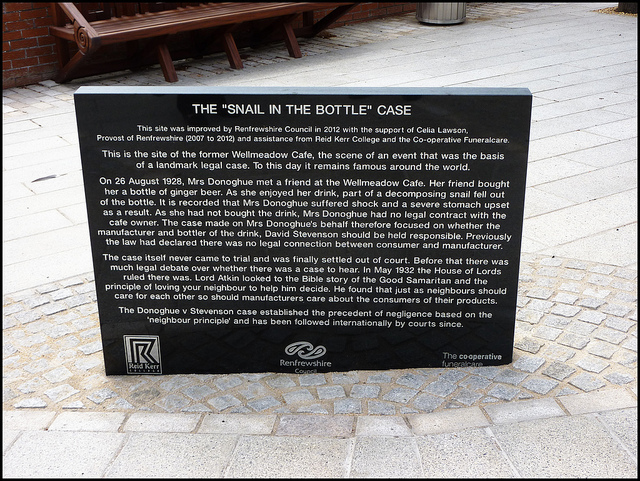 THE "SNAIL IN THE BOTTLE" CASE
This site was improved by Renfrewshire Council in 2012 with the support of Celia Lawson,
Provost of Renfrewshire (2007 to 2012) and assistance from Reid Kerr College and the Co-operative Funeralcare.
This is the site of the former Wellmeadow Cafe, the scene of an event that was the basis
of a landmark legal case. To this day it remains famous around the world.
On 26 August 1928, Mrs Donoghue met a friend at the Wellmeadow Cafe. Her friend bought
her a bottle of ginger beer. As she enjoyed her drink, part of a decomposing snail fell out
of the bottle. It is recorded that Mrs Donoghue suffered shock and a severe stomach upset
as a result. As she had not bought the drink, Mrs Donoghue had no legal contract with the
cafe owner. The case made on Mrs Donoghue's behalf therefore focused on whether the
manufacturer and bottler of the drink, David Stevenson should be held responsible. Previously
the law had declared there was no legal connection between consumer and manufacturer.
The case itself never came to trial and was finally settled out of court. Before that there was
much legal debate over whether there was a case to hear. In May 1932 the House of Lords
ruled there was. Lord Atkin looked to the Bible story of the Good Samaritan and the
principle of loving your neighbour to help him decide. He found that just as neighbours should
care for each other so should manufacturers care about the consumers of their products.
The Donoghue v Stevenson case established the precedent of negligence based on the
'neighbour principle' and has been followed internationally by courts since.
Reid Kerr
COLLEGE
Renfrewshire
Council
The co-operative
funeralcare